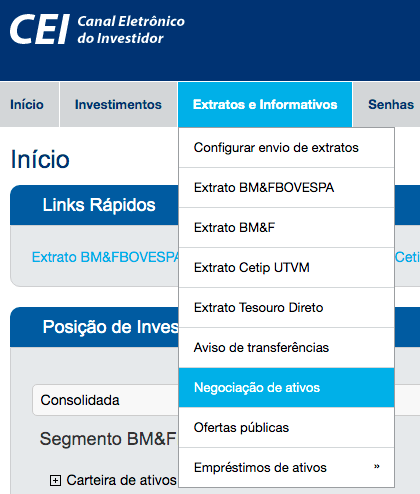 CEI Canal Eletrônico
do Investidor
Início Investimentos Extratos e Informativos Senhas
Configurar envio de extratos
Extrato BM&FBOVESPA
Extrato BM&F
Extrato Cetip UTVM
Extrato Tesouro Direto
Aviso de transferências
Negociação de ativos
Ofertas públicas
Empréstimos de ativos »
Início
Links Rápidos
Extrato BM&FBOVESPA Ceti
Posição de Inves
Consolidada
Segmento BM&F
Carteira de ativos